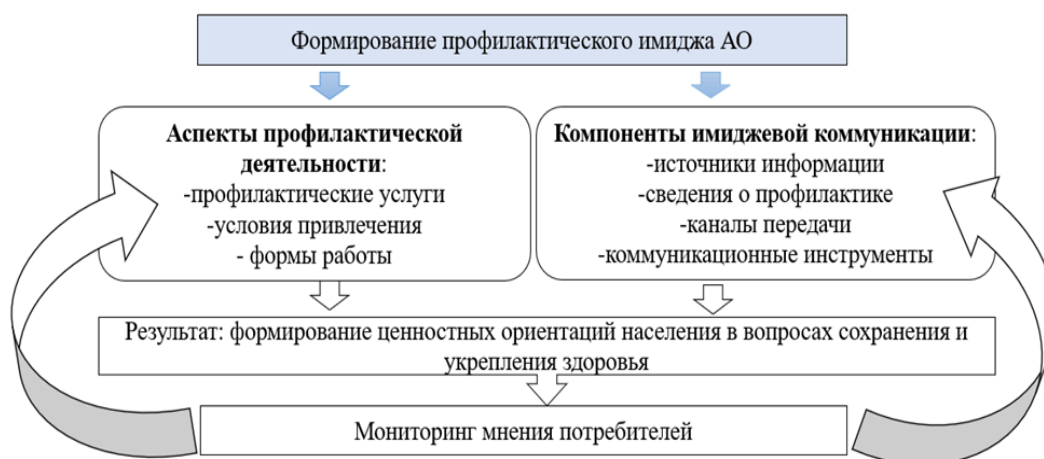 Формирование профилактического имиджа АО
Аспекты профилактической
деятельности:
-профилактические услуги
-условия привлечения
- формы работы
Компоненты имиджевой коммуникации:
-источники информации
-сведения о профилактике
-каналы передачи
-коммуникационные инструменты
Результат: формирование ценностных ориентаций населения в вопросах сохранения и
укрепления здоровья
Мониторинг мнения потребителей